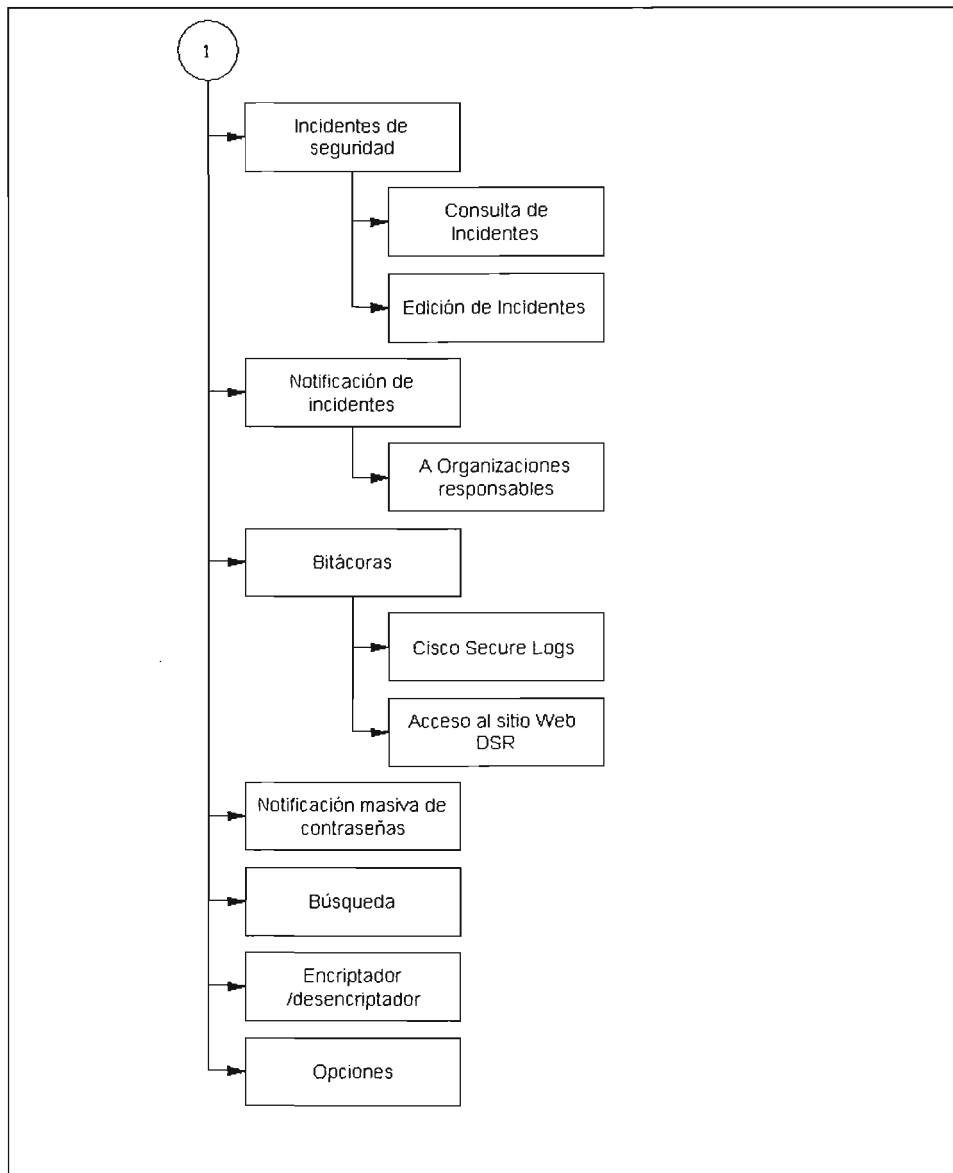 1
Incidentes de
seguridad
Consulta de
Incidentes
Edición de Incidentes
Notificación de
incidentes
A Organizaciones
responsables
Bitácoras
Cisco Secure Logs
Acceso al sitio Web
DSR
Notificación masiva de
contraseñas
Búsqueda
Encriptador
/desencriptador
Opciones